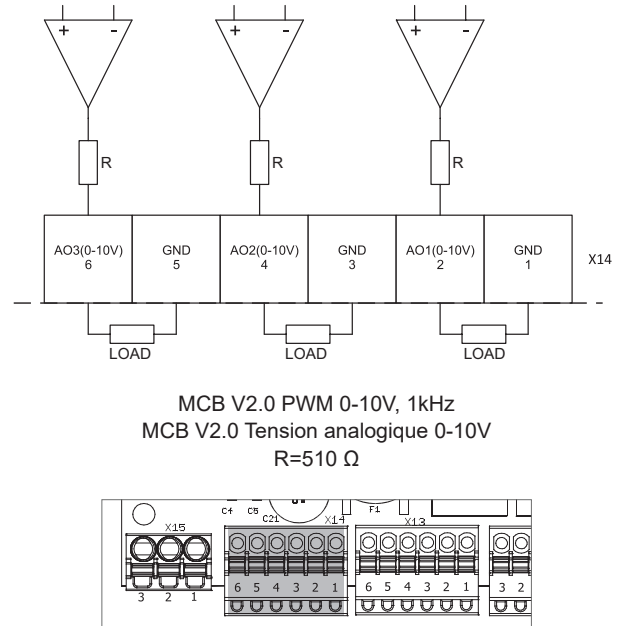 + - + - + -
R R R
AO3(0-10V) GND AO2(0-10V) GND AO1(0-10V) GND
6 5 4 3 2 1
X14
LOAD LOAD LOAD
MCB V2.0 PWM 0-10V, 1kHz
MCB V2.0 Tension analogique 0-10V
R=510 Ω
C4 C5 C21 X14 F1
X15 X13
3 2 1 6 5 4 3 2 1 6 5 4 3 2 1 3 2